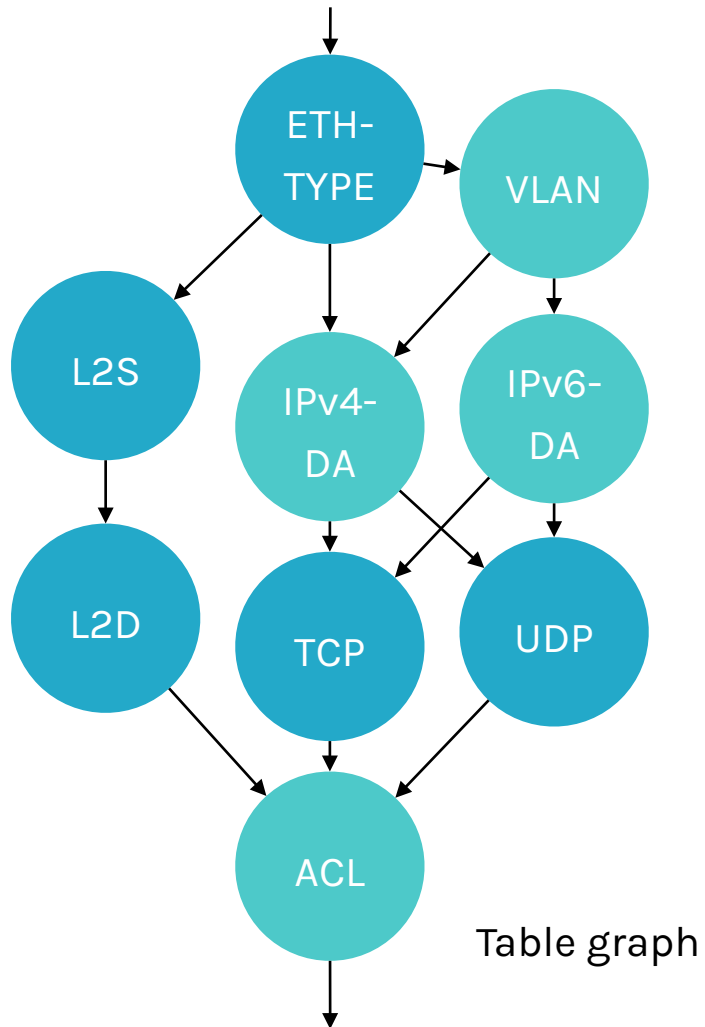 ETH-
TYPE
VLAN
L2S
IPv4-
DA
IPv6-
DA
L2D
TCP
UDP
ACL
Table graph